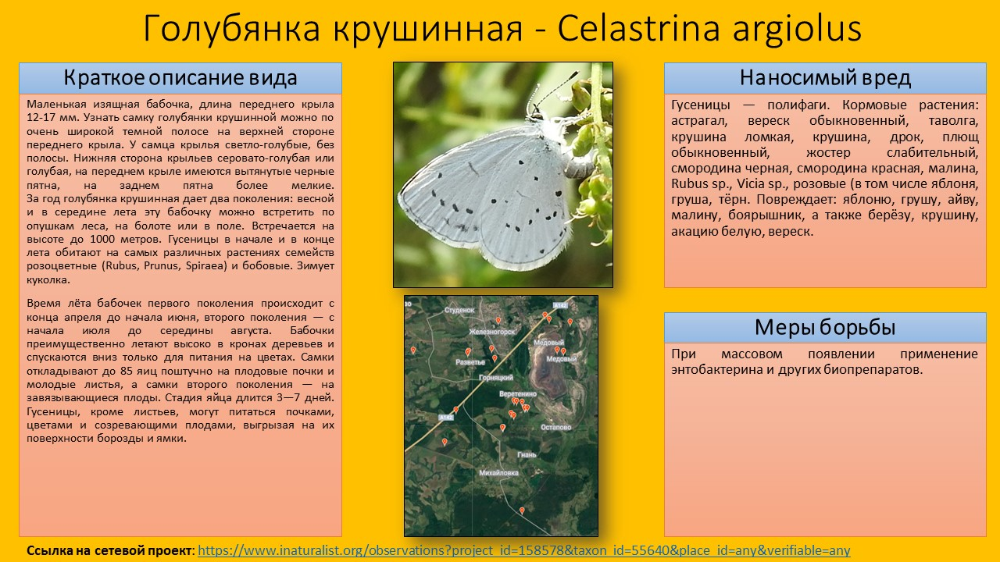 Голубянка крушинная - Celastrina argiolus
Краткое описание вида
Маленькая изящная бабочка, длина переднего крыла
12-17 мм. Узнать самку голубянки крушинной можно по
очень широкой темной полосе на верхней стороне
переднего крыла. У самца крылья светло-голубые, без
полосы. Нижняя сторона крыльев серовато-голубая или
голубая, на переднем крыле имеются вытянутые черные
пятна, на заднем пятна более мелкие.
За год голубянка крушинная дает два поколения: весной
и в середине лета эту бабочку можно встретить по
опушкам леса, на болоте или в поле. Встречается на
высоте до 1000 метров. Гусеницы в начале и в конце
лета обитают на самых различных растениях семейств
розоцветные (Rubus, Prunus, Spiraea) и бобовые. Зимует
куколка.
Время лёта бабочек первого поколения происходит с
конца апреля до начала июня, второго поколения — с
начала июля до середины августа. Бабочки
преимущественно летают высоко в кронах деревьев и
спускаются вниз только для питания на цветах. Самки
откладывают до 85 яиц поштучно на плодовые почки и
молодые листья, а самки второго поколения — на
завязывающиеся плоды. Стадия яйца длится 3—7 дней.
Гусеницы, кроме листьев, могут питаться почками,
цветами и созревающими плодами, выгрызая на их
поверхности борозды и ямки.
во
A142
Студенок
Железногорск
Медовый
Медовый
Разветье
Горняцкий
Веретенино
A142
Остапово
Гнань
Михайловка
Наносимый вред
Гусеницы — полифаги. Кормовые растения:
астрагал, вереск обыкновенный, таволга,
крушина ломкая, крушина, дрок, плющ
обыкновенный, жостер слабительный,
смородина черная, смородина красная, малина,
Rubus sp., Vicia sp., розовые (в том числе яблоня,
груша, тёрн. Повреждает: яблоню, грушу, айву,
малину, боярышник, а также берёзу, крушину,
акацию белую, вереск.
Меры борьбы
При массовом появлении применение
энтобактерина и других биопрепаратов.
Ссылка на сетевой проект: https://www.inaturalist.org/observations?project_id=158578&taxon_id=55640&place_id=any&verifiable=any